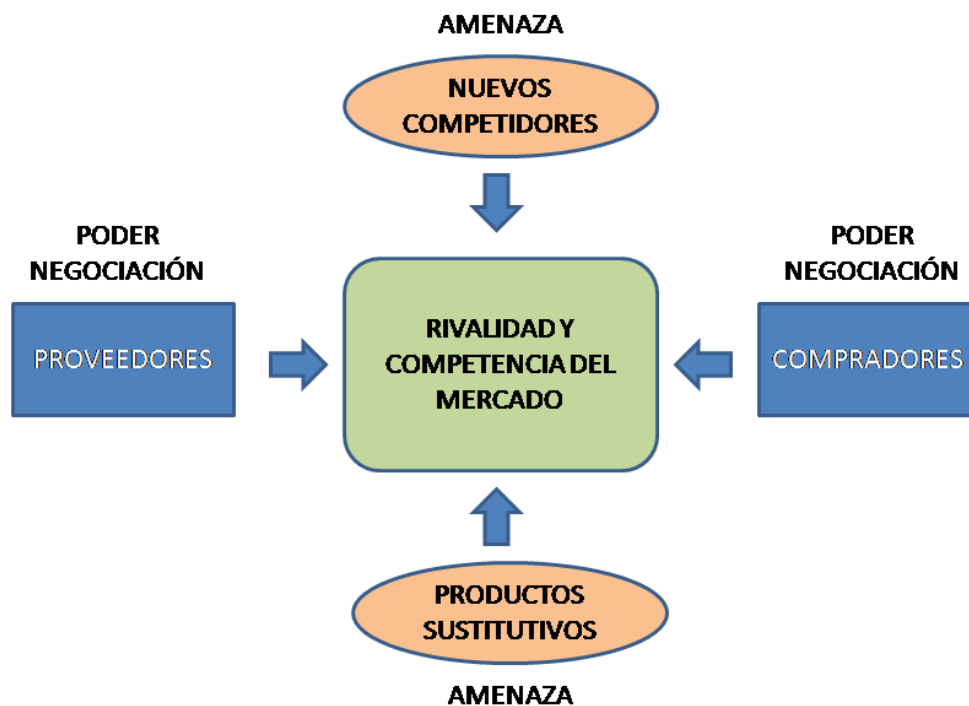 AMENAZA
NUEVOS
COMPETIDORES
PODER
NEGOCIACIÓN
PROVEEDORES
RIVALIDAD Y
COMPETENCIA DEL
MERCADO
PODER
NEGOCIACIÓN
COMPRADORES
PRODUCTOS
SUSTITUTIVOS
AMENAZA